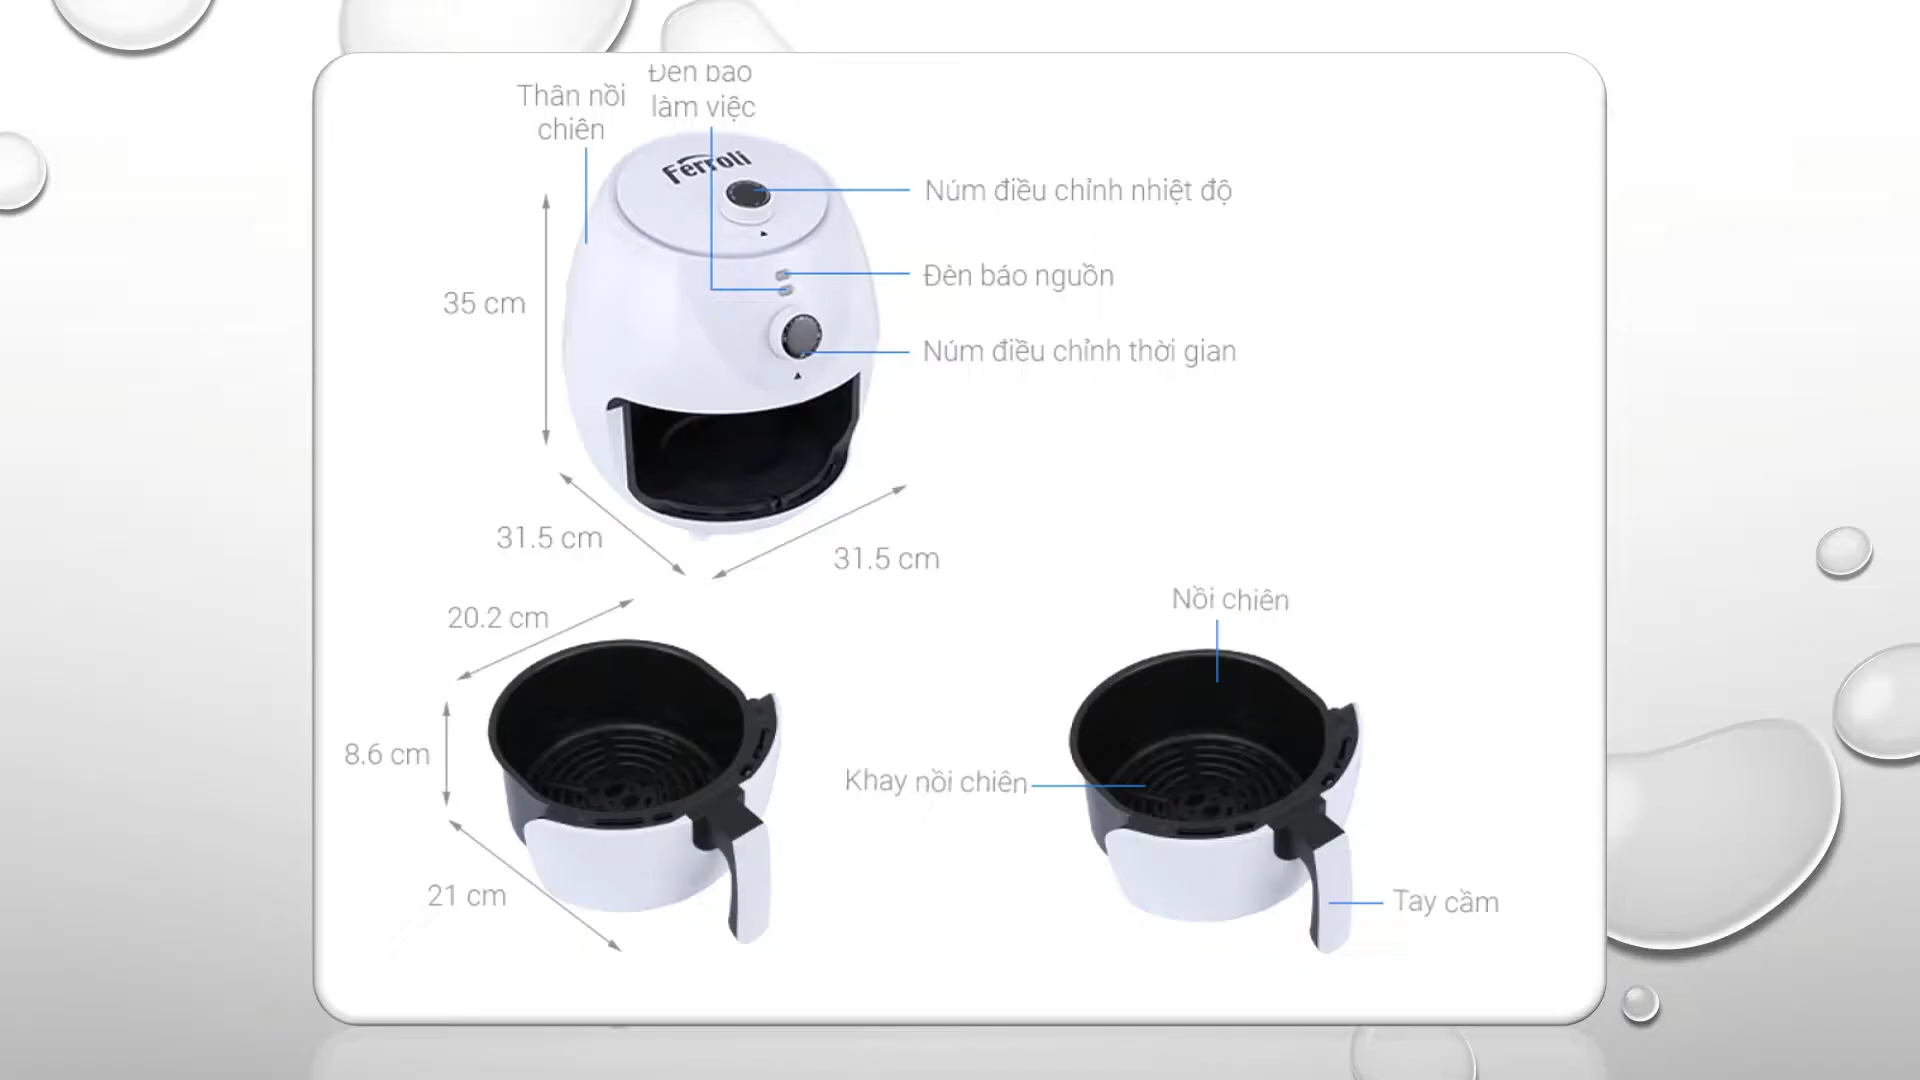 Đèn báo
làm việc
Thân nồi
chiên
Ferroli
Núm điều chỉnh nhiệt độ
Đèn báo nguồn
35 cm
Núm điều chỉnh thời gian
31.5 cm
31.5 cm
20.2 cm
Nồi chiên
8.6 cm
Khay nồi chiên
21 cm
Tay cầm